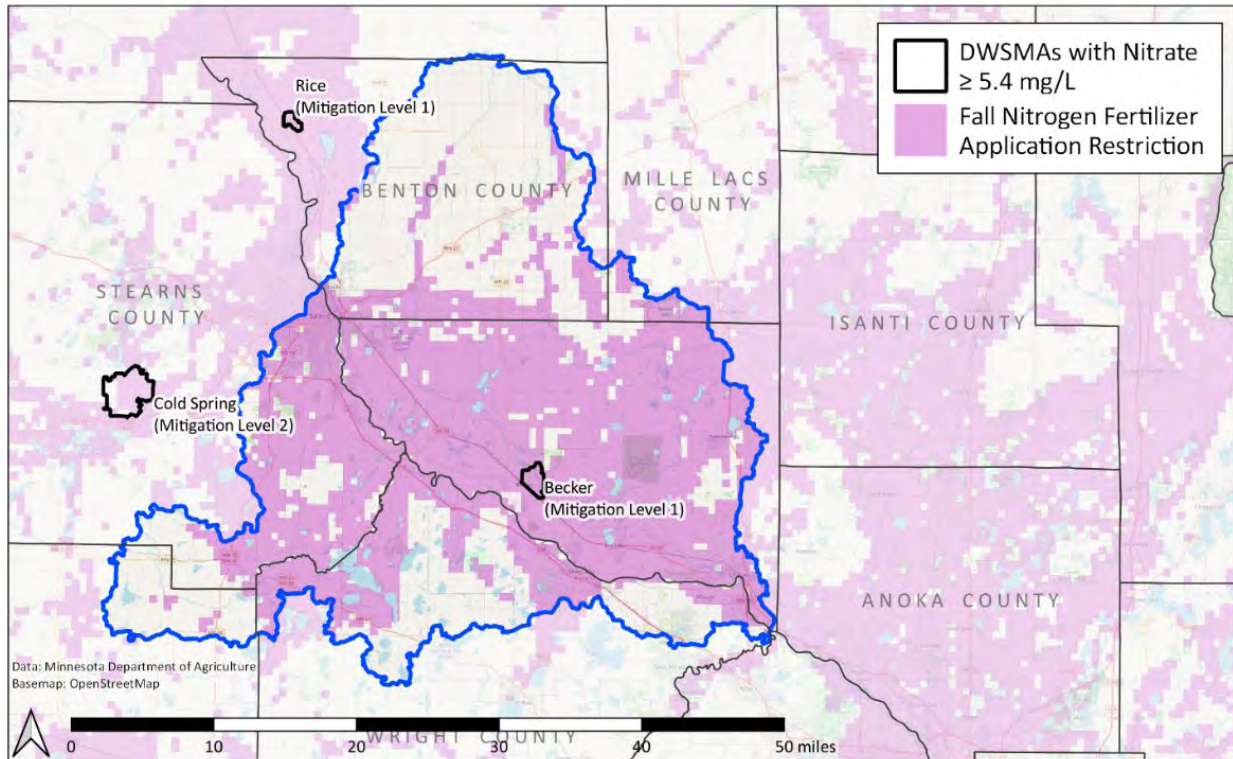 DWSMAs with Nitrate
≥ 5.4 mg/L
Fall Nitrogen Fertilizer
Application Restriction
Rice
(Mitigation Level 1)
BENTON COUNTY
MILLE LACS
COUNTY
STEARNS
COUNTY
ISANTI COUNTY
Cold Spring
(Mitigation Level 2)
Becker
(Mitigation Level 1)
ANOKA COUNTY
Data: Minnesota Department of Agriculture
Basemap: OpenStreetMap
WRIGHT COUNTY
0 10 20 30 40 50 miles